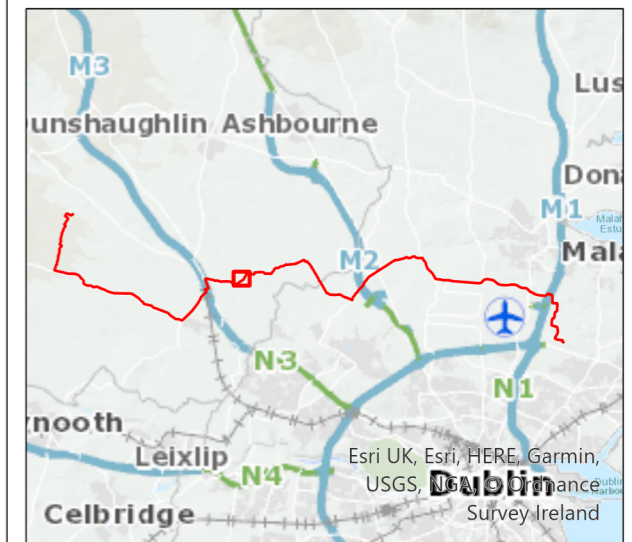 M3
Lus
unshaughlin Ashbourne
Dona
M1
Malah
Estu
Mala
M2
N3
N1
ynooth
Leixlip
N4
Esri UK, Esri, HERE, Garmin,
USGS, NGA, © Ordnance
Survey Ireland
Dublin
Celbridge